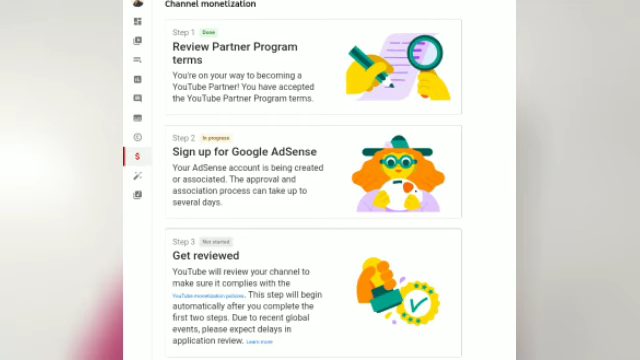 Channel monetization
Step 1 Done
Review Partner Program
terms
You're on your way to becoming a
YouTube Partner! You have accepted
the YouTube Partner Program terms.
Step 2 In progress
Sign up for Google AdSense
Your AdSense account is being created
or associated. The approval and
association process can take up to
several days.
Step 3 Not started
Get reviewed
YouTube will review your channel to
make sure it complies with the
YouTube monetization policies. This step will begin
automatically after you complete the
first two steps. Due to recent global
events, please expect delays in
application review. Learn more